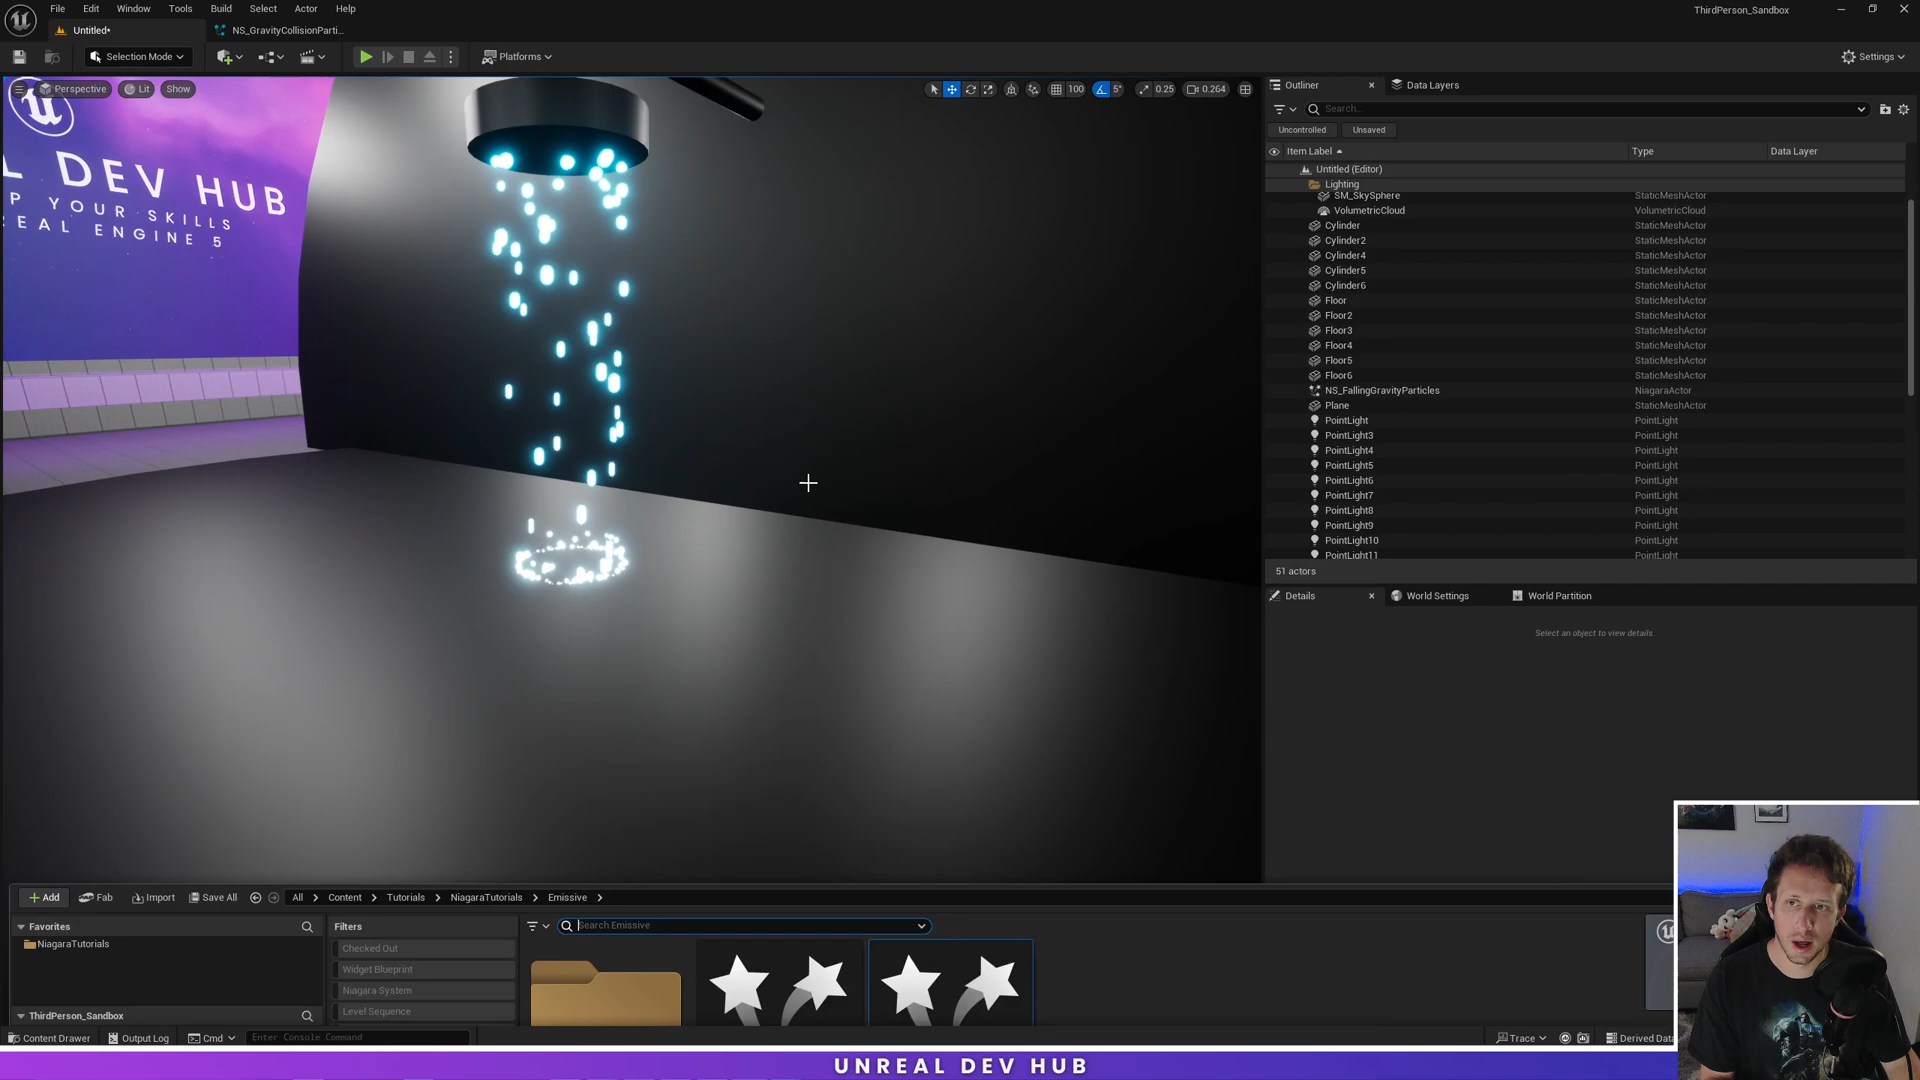 File Edit Window Tools Build Select Actor Help
ThirdPerson_Sandbox
Untitled*
NS_GravityCollisionParti...
Selection Mode
Platforms
Settings
Perspective
Lit
Show
100
5°
0.25
0.264
L DEV HUB
P YOUR SKILLS
REAL ENGINE 5
Outliner
Data Layers
Search...
Uncontrolled
Unsaved
Item Label
Type
Data Layer
Untitled (Editor)
Lighting
SM_SkySphere StaticMeshActor
VolumetricCloud VolumetricCloud
Cylinder StaticMeshActor
Cylinder2 StaticMeshActor
Cylinder4 StaticMeshActor
Cylinder5 StaticMeshActor
Cylinder6 StaticMeshActor
Floor StaticMeshActor
Floor2 StaticMeshActor
Floor3 StaticMeshActor
Floor4 StaticMeshActor
Floor5 StaticMeshActor
Floor6 StaticMeshActor
NS_FallingGravityParticles NiagaraActor
Plane StaticMeshActor
PointLight PointLight
PointLight3 PointLight
PointLight4 PointLight
PointLight5 PointLight
PointLight6 PointLight
PointLight7 PointLight
PointLight8 PointLight
PointLight9 PointLight
PointLight10 PointLight
PointLight11 PointLight
51 actors
Details
World Settings
World Partition
Select an object to view details.
Add
Fab
Import
Save All
All
Content
Tutorials
NiagaraTutorials
Emissive
Favorites
NiagaraTutorials
ThirdPerson_Sandbox
Filters
Checked Out
Widget Blueprint
Niagara System
Level Sequence
Search Emissive
Content Drawer
Output Log
Cmd
Enter Console Command
Trace
Derived Data
UNREAL DEV HUB